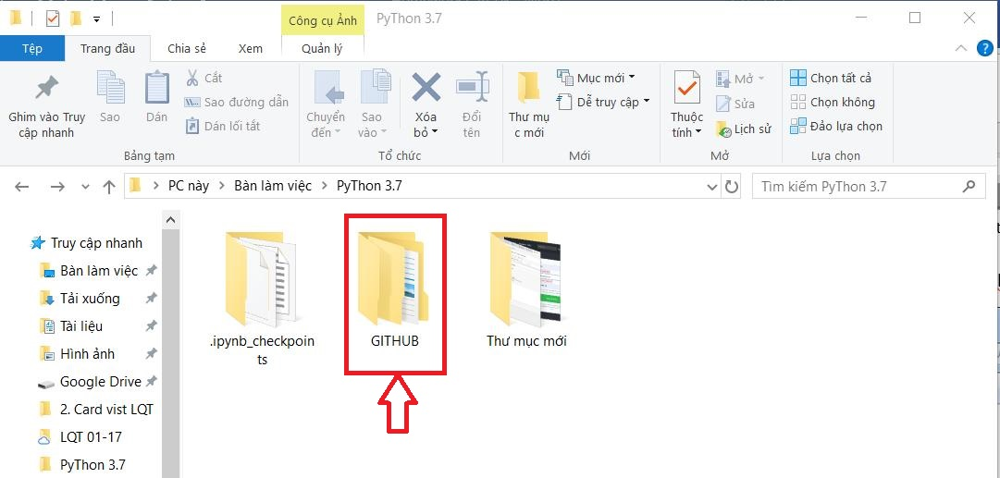 Công cụ Ảnh
PyThon 3.7
Tệp
Trang đầu
Chia sẻ
Xem
Quản lý
Ghim vào Truy
cập nhanh
Sao
Dán
Cắt
Sao đường dẫn
Dán lối tắt
Bảng tạm
Chuyển
đến
Sao
vào
Xóa
bỏ
Đổi
tên
Tổ chức
Thư mụ
c mới
Mục mới
Dễ truy cập
Mới
Thuộc
tính
Mở
Sửa
Lịch sử
Mở
Chọn tất cả
Chọn không
Đảo lựa chọn
Lựa chọn
PC này
Bàn làm việc
PyThon 3.7
Tìm kiếm PyThon 3.7
Truy cập nhanh
Bàn làm việc
Tải xuống
Tài liệu
Hình ảnh
Google Drive
2. Card vist LQT
LQT 01-17
PyThon 3.7
.ipynb_checkpoin
ts
GITHUB
Thư mục mới